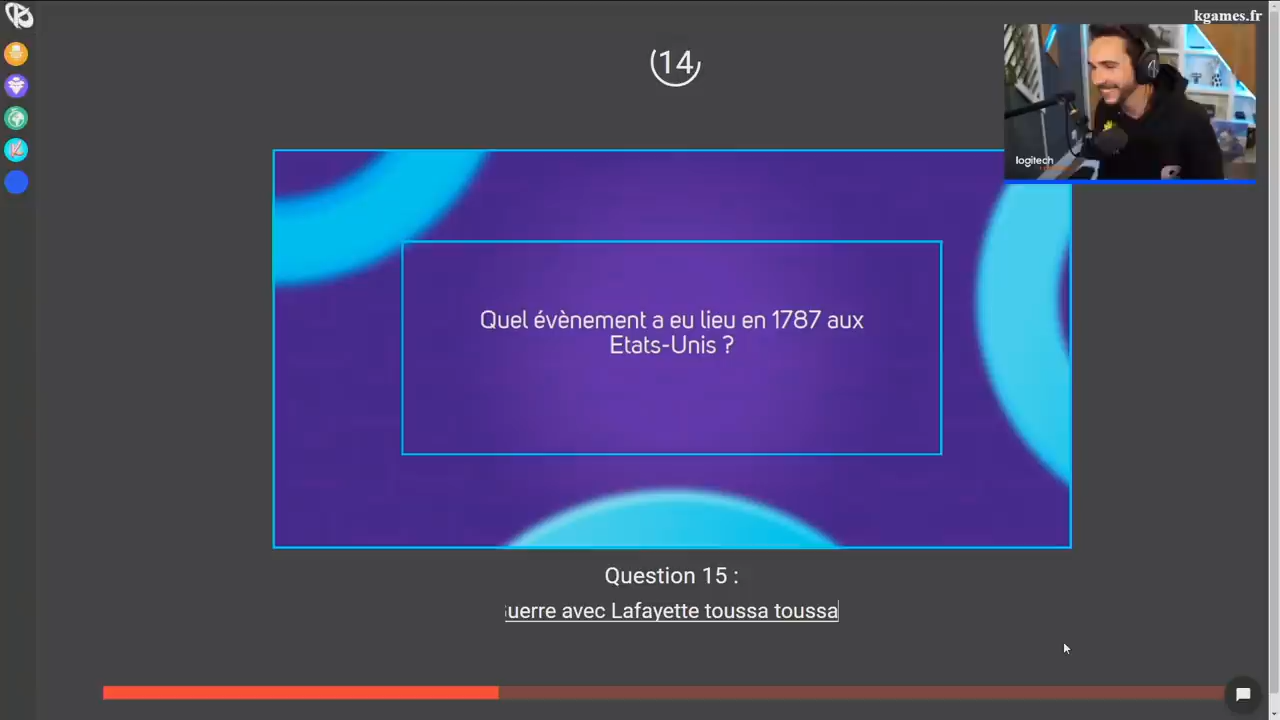 kgames.fr
14
logitech
Quel évènement a eu lieu en 1787 aux
Etats-Unis ?
Question 15 :
uerre avec Lafayette toussa toussa